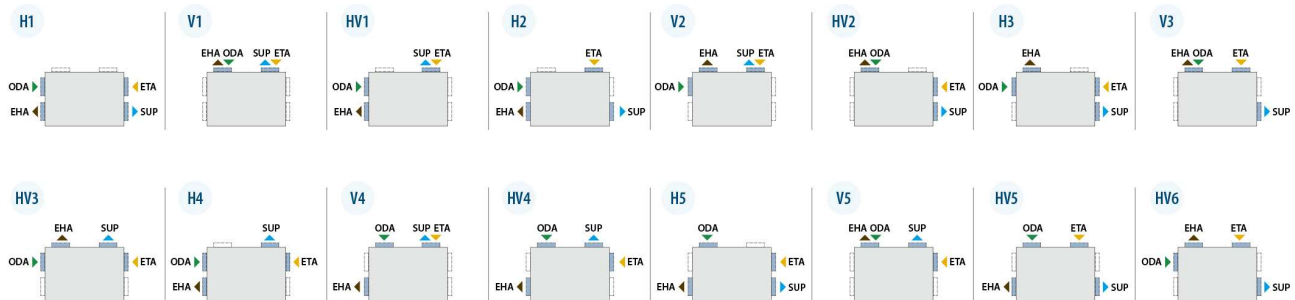 H1 V1 HV1 H2 V2 HV2 H3 V3
EHA ODA SUP ETA SUP ETA ETA EHA SUP ETA EHA ODA EHA EHA ODA ETA
ODA ETA ODA ODA ODA ETA ODA ETA
EHA SUP EHA EHA SUP SUP SUP SUP
HV3 H4 V4 HV4 H5 V5 HV5 HV6
EHA SUP SUP ODA SUP ETA ODA SUP ODA EHA ODA SUP ODA ETA EHA ETA
ODA ETA ODA ETA ETA ETA ETA ODA
EHA EHA EHA EHA SUP EHA SUP SUP